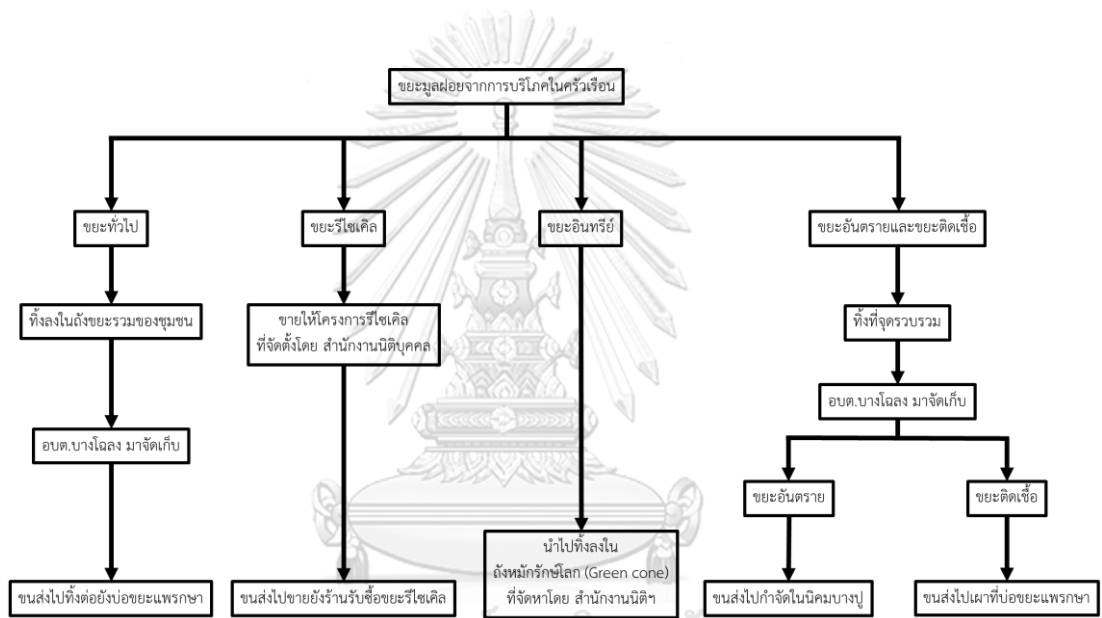 ขยะมูลฝอยจากการบริโภคในครัวเรือน
ขยะทั่วไป
ขยะรีไซเคิล
ขยะอินทรีย์
ขยะอันตรายและขยะติดเชื้อ
ทิ้งลงในถังขยะรวมของชุมชน
ขายให้โครงการรีไซเคิล
ที่จัดตั้งโดย สำนักงานนิติบุคคล
ทิ้งที่จุดรวบรวม
อบต.บางโฉลง มาจัดเก็บ
อบต.บางโฉลง มาจัดเก็บ
ขยะอันตราย
ขยะติดเชื้อ
นำไปทิ้งลงใน
ถังหมักรักษ์โลก (Green cone)
ที่จัดหาโดย สำนักงานนิติฯ
ขนส่งไปทิ้งต่อยังบ่อขยะแพรกษา
ขนส่งไปขายยังร้านรับซื้อขยะรีไซเคิล
ขนส่งไปกำจัดในนิคมบางปู
ขนส่งไปเผาที่บ่อขยะแพรกษา